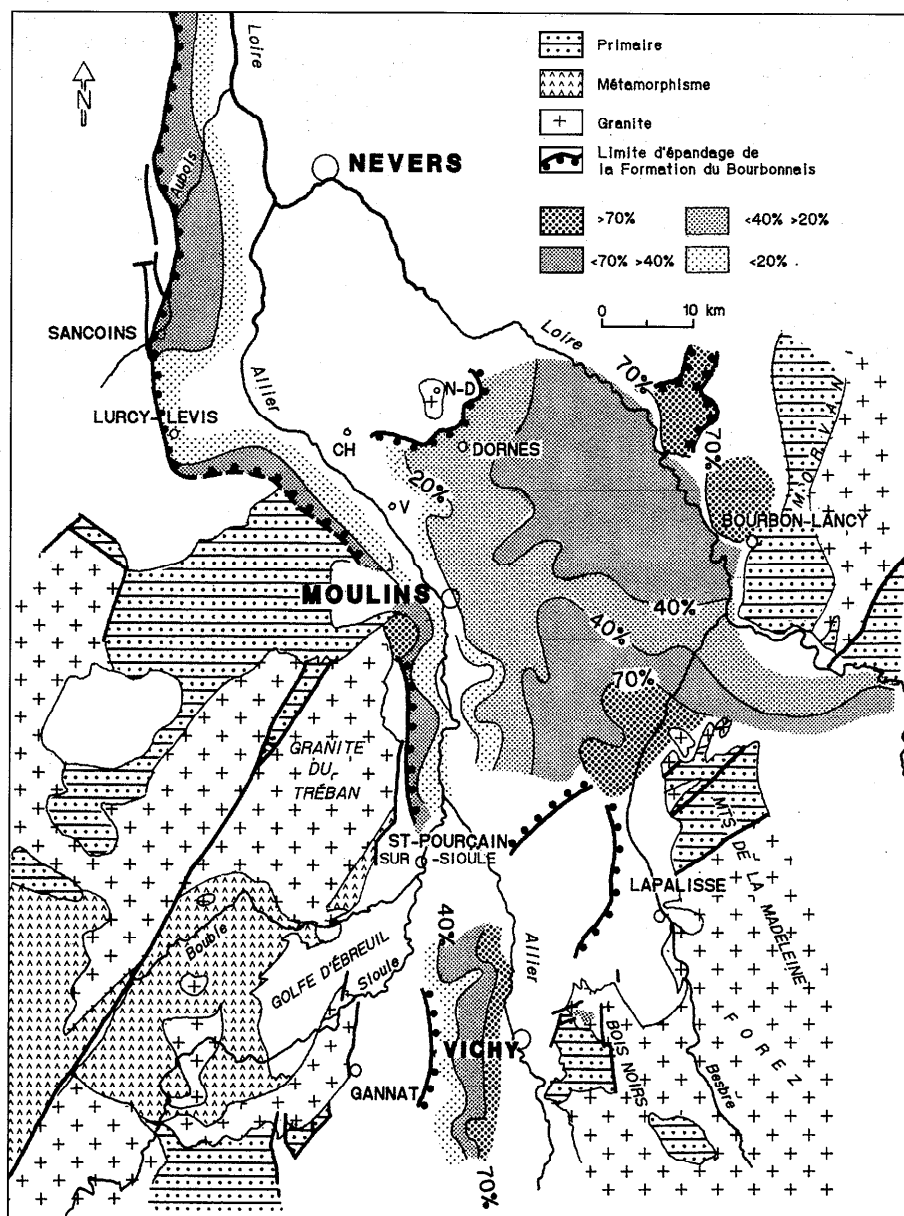 Loire
Primaire
Métamorphisme
Granite
Limite d'épandage de
la Formation du Bourbonnais
>70%
<40% >20%
<70% >40%
<20%
0 10 km
N
NEVERS
Aubois
SANCOINS
Loire
Allier
70%
N-D
LURCY-LEVIS
CH
DORNES
70%
MORVAN
20%
V
BOURBON-LANCY
MOULINS
40%
40%
70%
GRANITE
DU
TRÉBAN
ST-POURÇAIN
SUR-SIOULE
MTS
DE LA MADELEINE
LAPALISSE
40%
Bouble
Allier
GOLFE D'ÉBREUIL
Sioule
FOREZ
VICHY
BOIS NOIRS
GANNAT
Besbre
70%